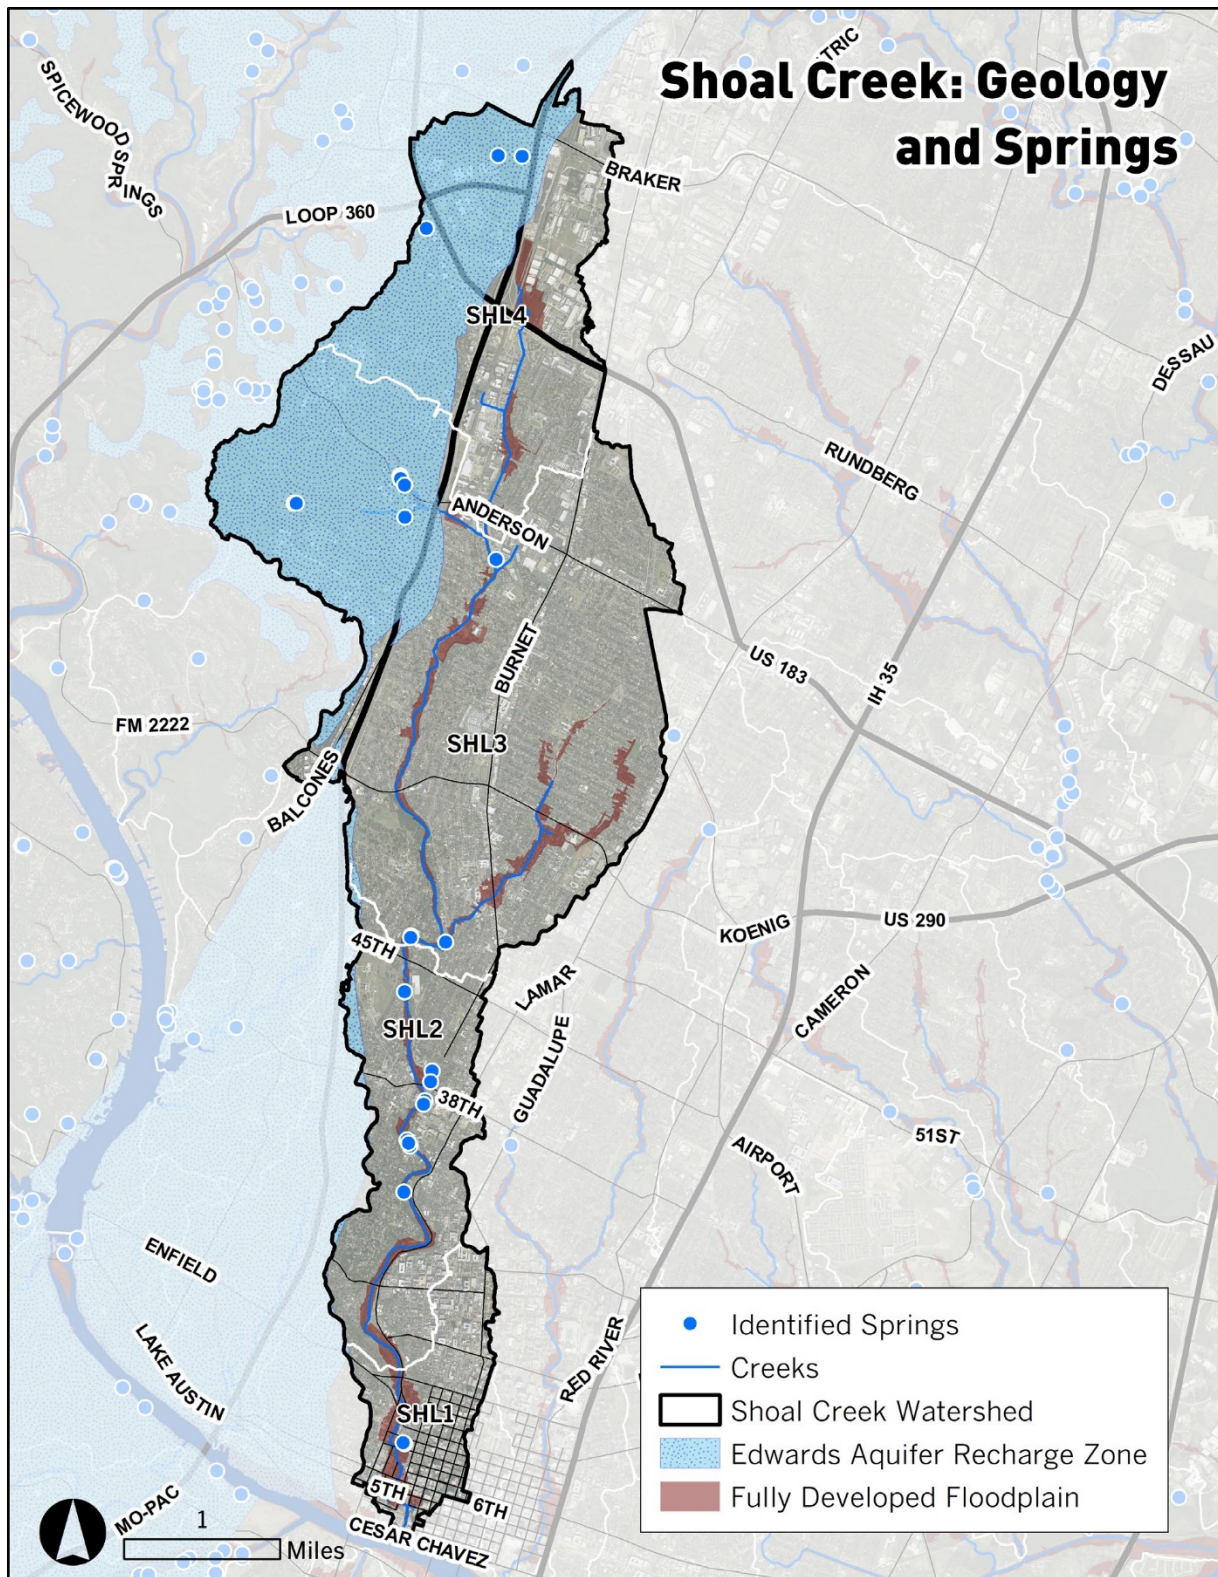 Shoal Creek: Geology
and Springs
SPICEWOOD SPRINGS
TRIC
BRAKER
LOOP 360
SHL4
DESSAU
RUNDBERG
ANDERSON
BURNET
US 183
IH 35
FM 2222
SHL3
BALCONES
KOENIG
US 290
45TH
LAMAR
CAMERON
SHL2
GUADALUPE
38TH
51ST
AIRPORT
ENFIELD
LAKE AUSTIN
RED RIVER
SHL1
5TH
6TH
MO-PAC
CESAR CHAVEZ
1
Miles
Identified Springs
Creeks
Shoal Creek Watershed
Edwards Aquifer Recharge Zone
Fully Developed Floodplain